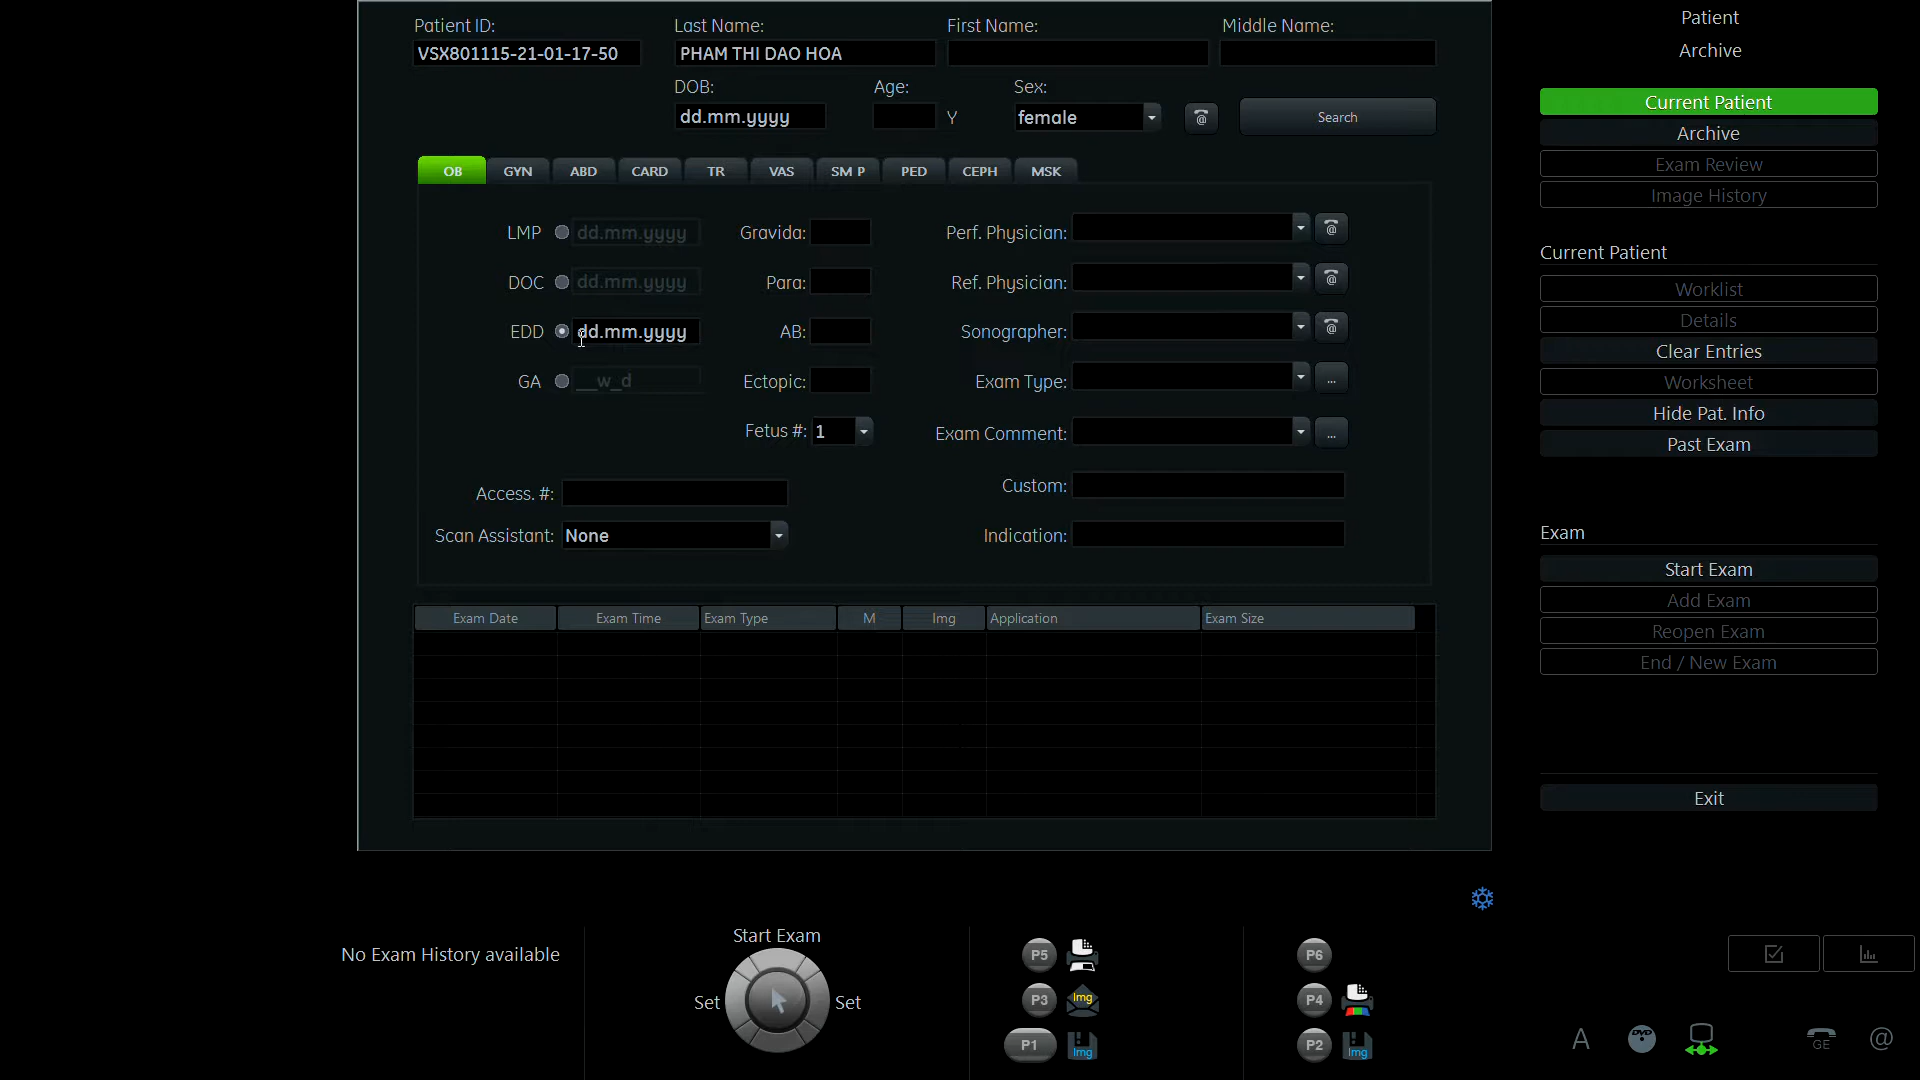 Patient ID: Last Name: First Name: Middle Name:
VSX801115-21-01-17-50 PHAM THI DAO HOA
DOB: Age: Sex:
dd.mm.yyyy Y female @ Search
OB GYN ABD CARD TR VAS SM P PED CEPH MSK
LMP dd.mm.yyyy Gravida: Perf. Physician: @
DOC dd.mm.yyyy Para: Ref. Physician: @
EDD dd.mm.yyyy AB: Sonographer: @
GA __w_d Ectopic: Exam Type: ...
Fetus #: 1 Exam Comment: ...
Access. #: Custom:
Scan Assistant: None Indication:
Exam Date Exam Time Exam Type M Img Application Exam Size
Patient
Archive
Current Patient
Archive
Exam Review
Image History
Current Patient
Worklist
Details
Clear Entries
Worksheet
Hide Pat. Info
Past Exam
Exam
Start Exam
Add Exam
Reopen Exam
End / New Exam
Exit
No Exam History available
Start Exam
Set Set
P5 P6
P3 Img P4
P1 Img P2 Img
A DVD GE @